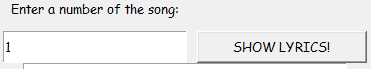 Enter a number of the song:
1
SHOW LYRICS!